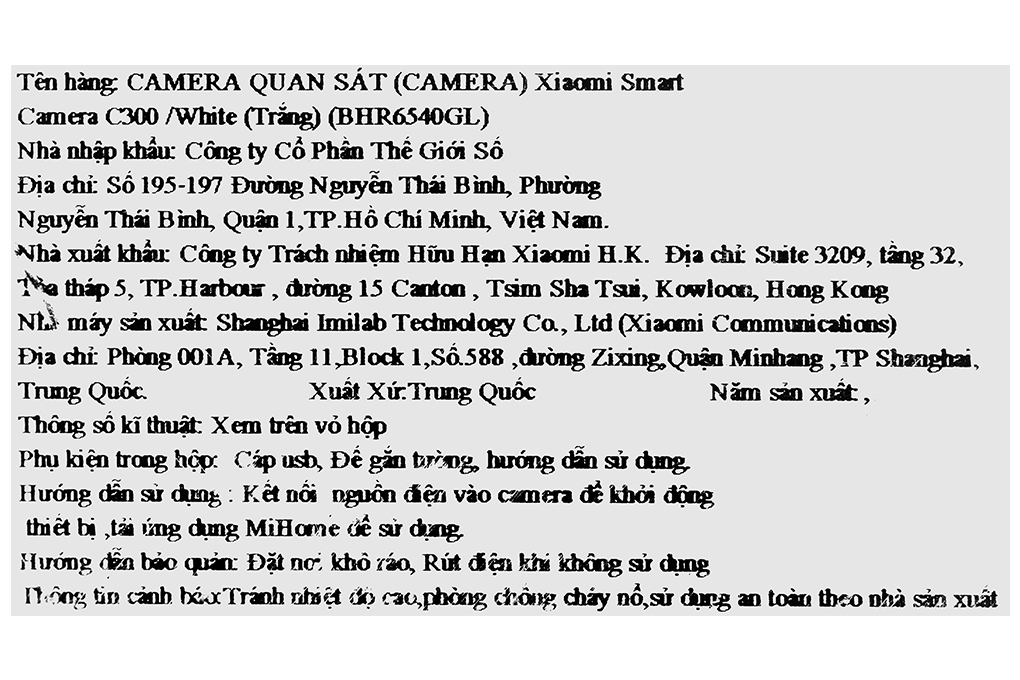 Tên hàng: CAMERA QUAN SÁT (CAMERA) Xiaomi Smart
Camera C300 /White (Trắng) (BHR6540GL)
Nhà nhập khẩu: Công ty Cổ Phần Thế Giới Số
Địa chỉ: Số 195-197 Đường Nguyễn Thái Bình, Phường
Nguyễn Thái Bình, Quận 1,TP.Hồ Chí Minh, Việt Nam.
Nhà xuất khẩu: Công ty Trách nhiệm Hữu Hạn Xiaomi H.K. Địa chỉ: Suite 3209, tầng 32,
Tòa tháp 5, TP.Harbour , đường 15 Canton , Tsim Sha Tsui, Kowloon, Hong Kong
Nhà máy sản xuất: Shanghai Imilab Technology Co., Ltd (Xiaomi Communications)
Địa chỉ: Phòng 001A, Tầng 11,Block 1,Số.588 ,đường Zixing,Quận Minhang ,TP Shanghai,
Trung Quốc. Xuất Xứ:Trung Quốc Năm sản xuất: ,
Thông số kĩ thuật: Xem trên vỏ hộp
Phụ kiện trong hộp: Cáp usb, Đế gắn tường, hướng dẫn sử dụng.
Hướng dẫn sử dụng : Kết nối nguồn điện vào camera để khởi động
thiết bị ,tải ứng dụng MiHome để sử dụng.
Hướng dẫn bảo quản: Đặt nơi khô ráo, Rút điện khi không sử dụng
Thông tin cảnh báo:Tránh nhiệt độ cao,phòng chống cháy nổ,sử dụng an toàn theo nhà sản xuất